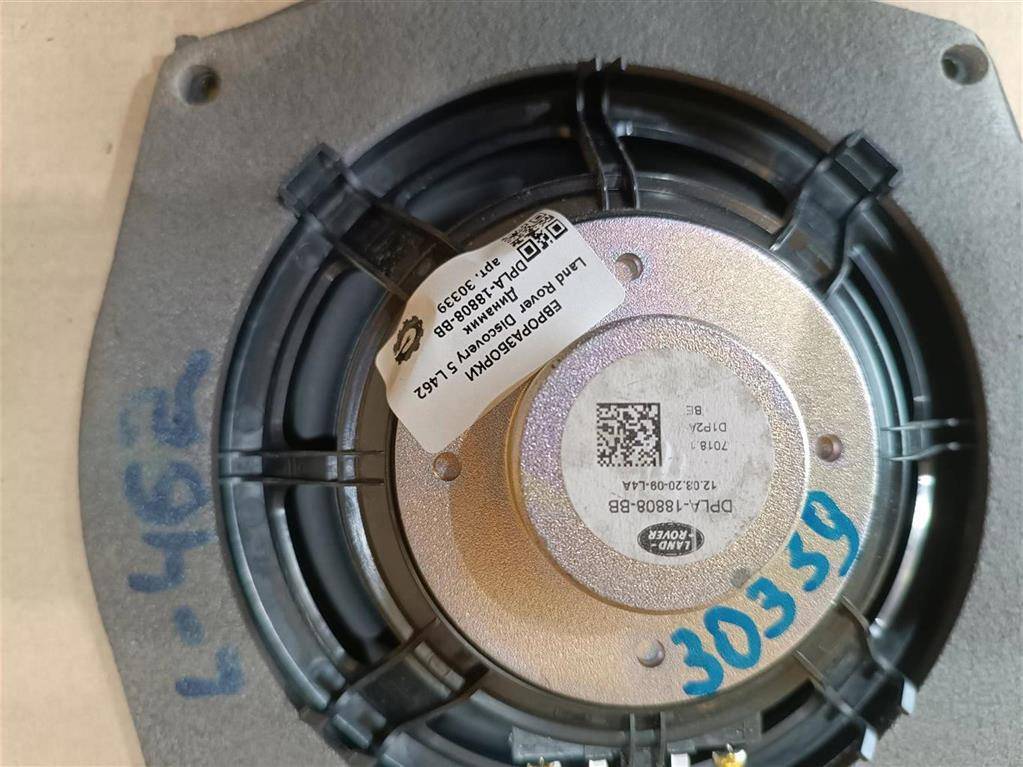 ЕВРОРАЗБОРКИ
Land Rover Discovery 5 L462
Динамик
DPLA-18808-BB
арт. 30339
LAND-
-ROVER
DPLA-18808-BB
12.03.20-09-L4A
7018.1
D1P2A
BE
30339
L-462